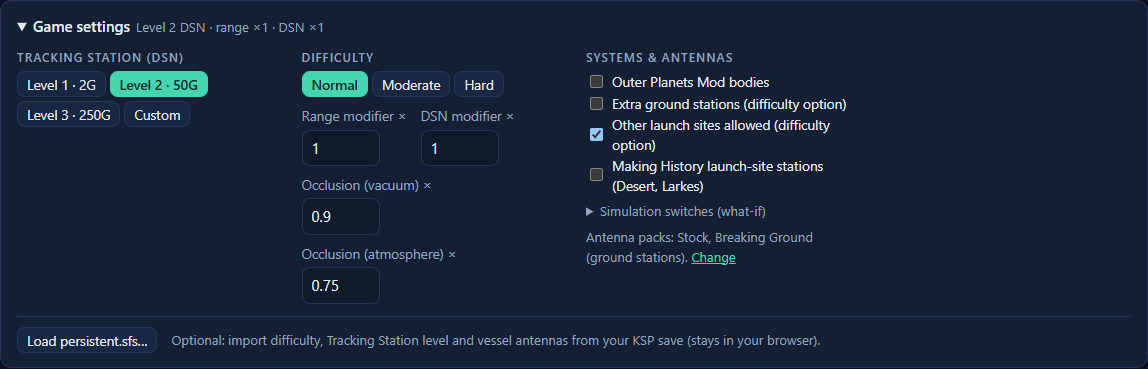 ▼ Game settings Level 2 DSN · range ×1 · DSN ×1
TRACKING STATION (DSN)
Level 1 · 2G
Level 2 · 50G
Level 3 · 250G
Custom
DIFFICULTY
Normal
Moderate
Hard
Range modifier ×
DSN modifier ×
1
1
Occlusion (vacuum) ×
0.9
Occlusion (atmosphere) ×
0.75
SYSTEMS & ANTENNAS
Outer Planets Mod bodies
Extra ground stations (difficulty option)
Other launch sites allowed (difficulty
option)
Making History launch-site stations
(Desert, Larkes)
▶ Simulation switches (what-if)
Antenna packs: Stock, Breaking Ground
(ground stations). Change
Load persistent.sfs...
Optional: import difficulty, Tracking Station level and vessel antennas from your KSP save (stays in your browser).